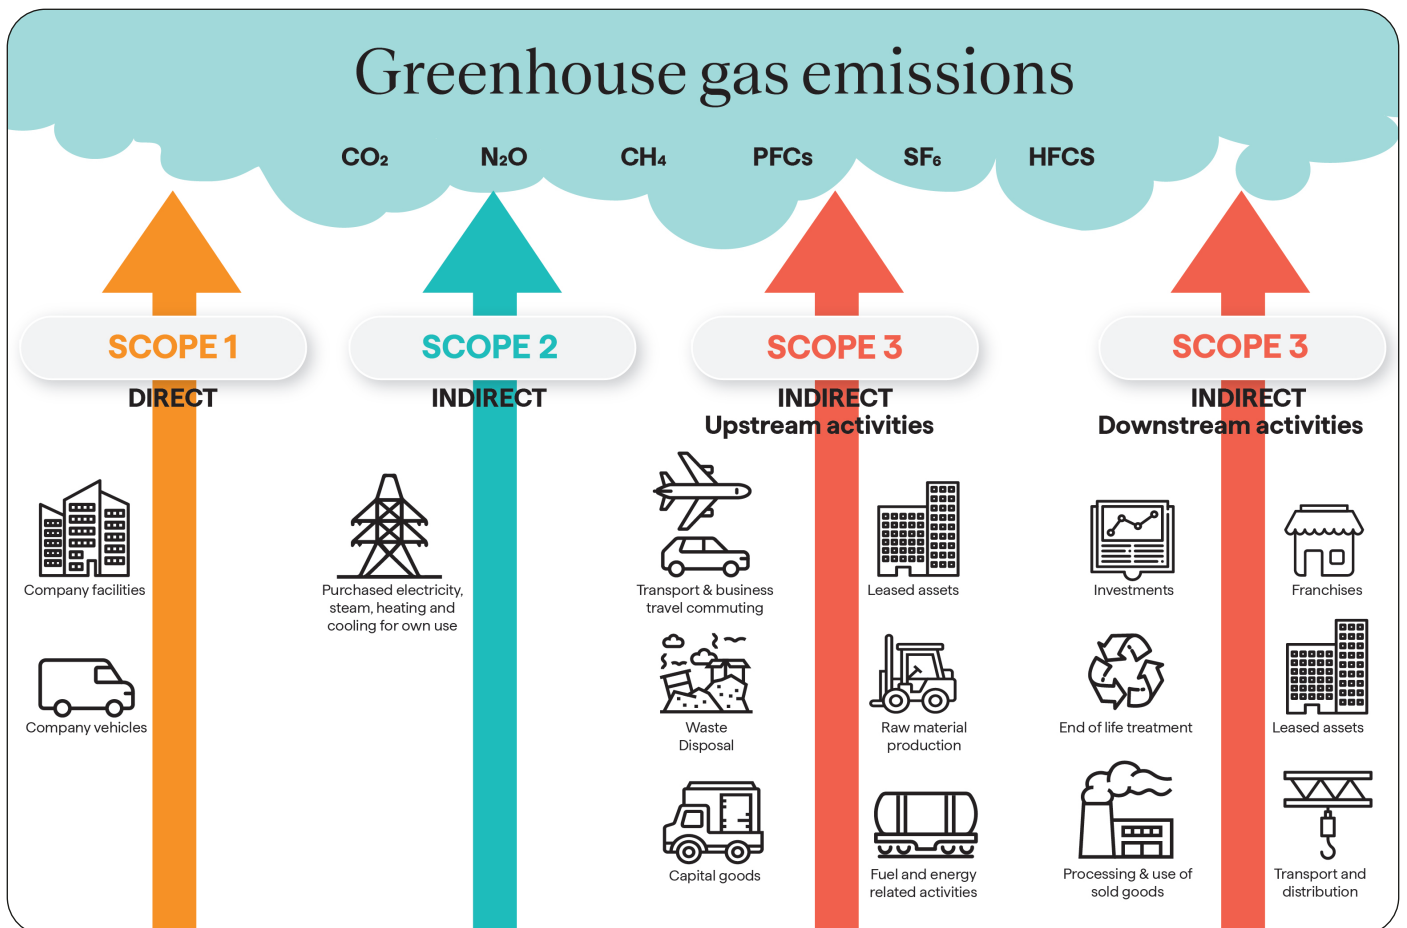 Greenhouse gas emissions
CO₂
N₂O
CH₄
PFCs
SF₆
HFCS
SCOPE 1
DIRECT
Company facilities
Company vehicles
SCOPE 2
INDIRECT
Purchased electricity,
steam, heating and
cooling for own use
SCOPE 3
INDIRECT
Upstream activities
Transport & business
travel commuting
Leased assets
Waste
Disposal
Raw material
production
Capital goods
Fuel and energy
related activities
SCOPE 3
INDIRECT
Downstream activities
Investments
Franchises
End of life treatment
Leased assets
Processing & use of
sold goods
Transport and
distribution